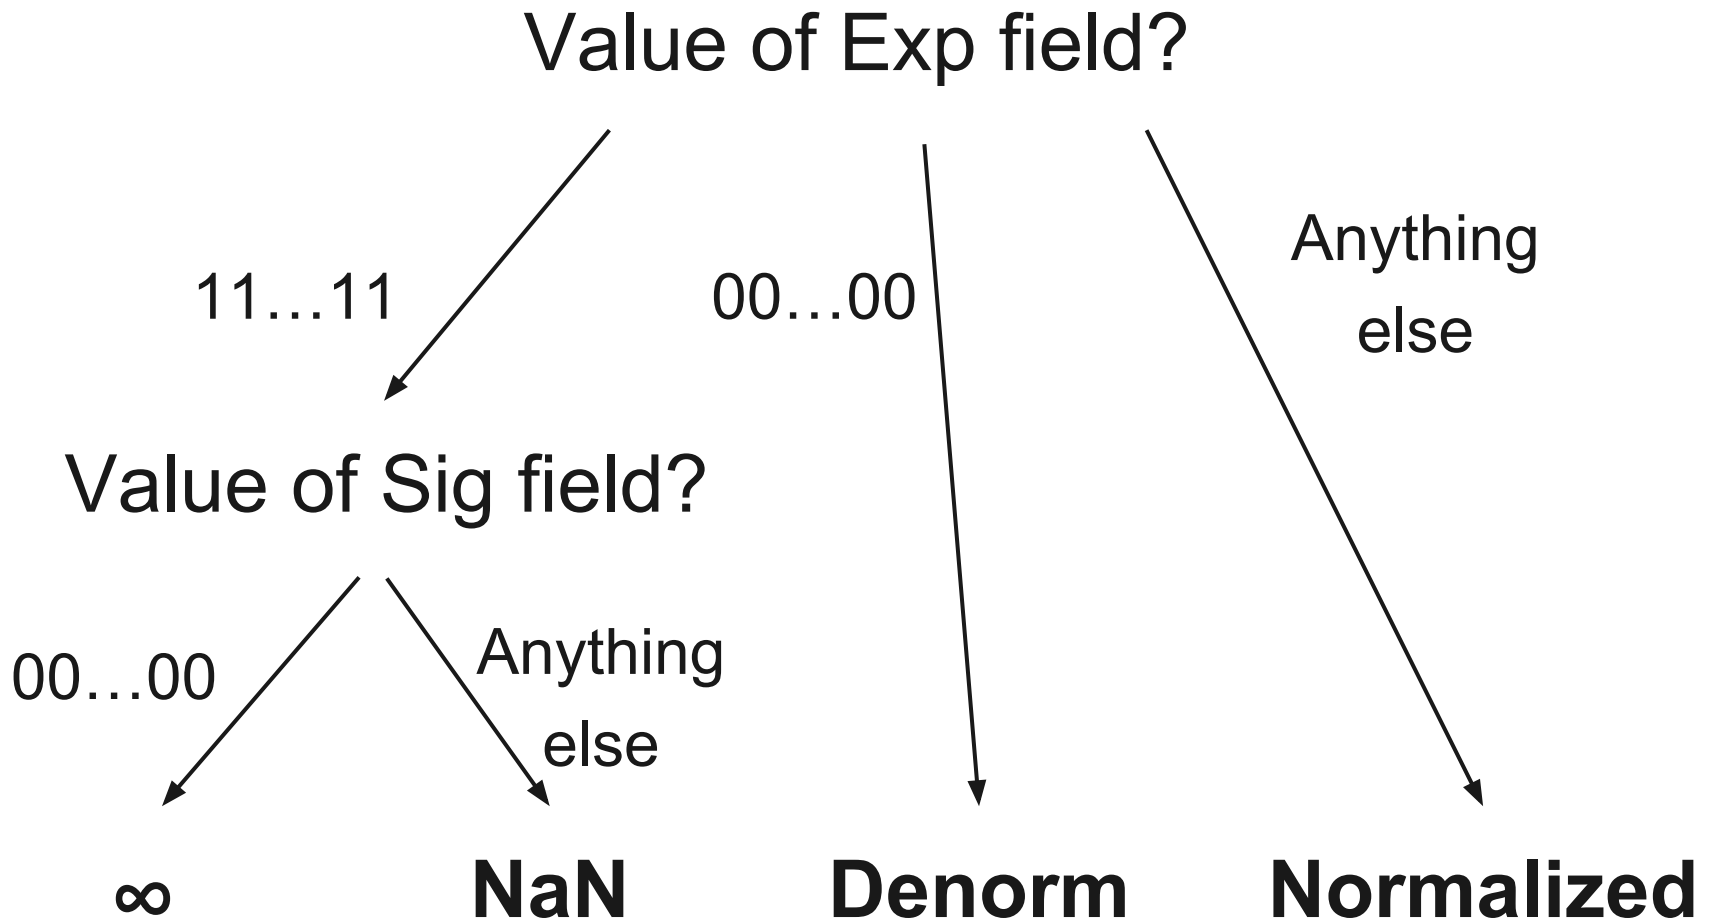 Value of Exp field?
11…11
00…00
Anything
else
Value of Sig field?
00…00
Anything
else
∞
NaN
Denorm
Normalized